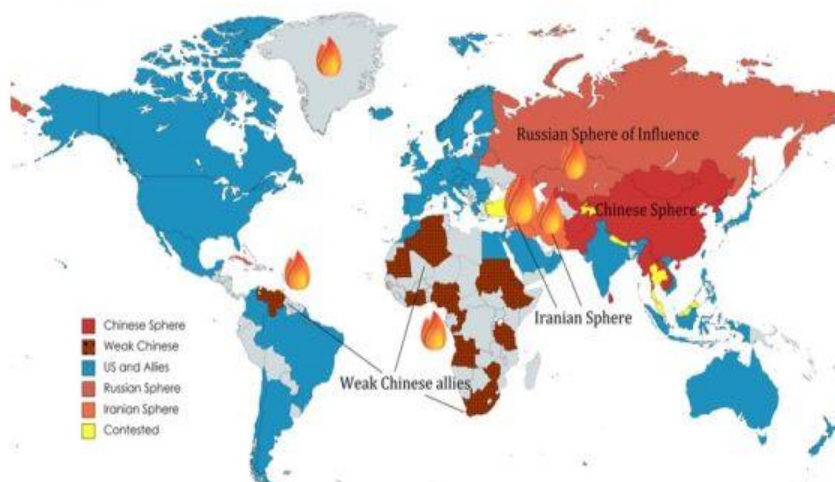 Russian Sphere of Influence
Chinese Sphere
Iranian Sphere
Weak Chinese allies
Chinese Sphere
Weak Chinese
US and Allies
Russian Sphere
Iranian Sphere
Contested